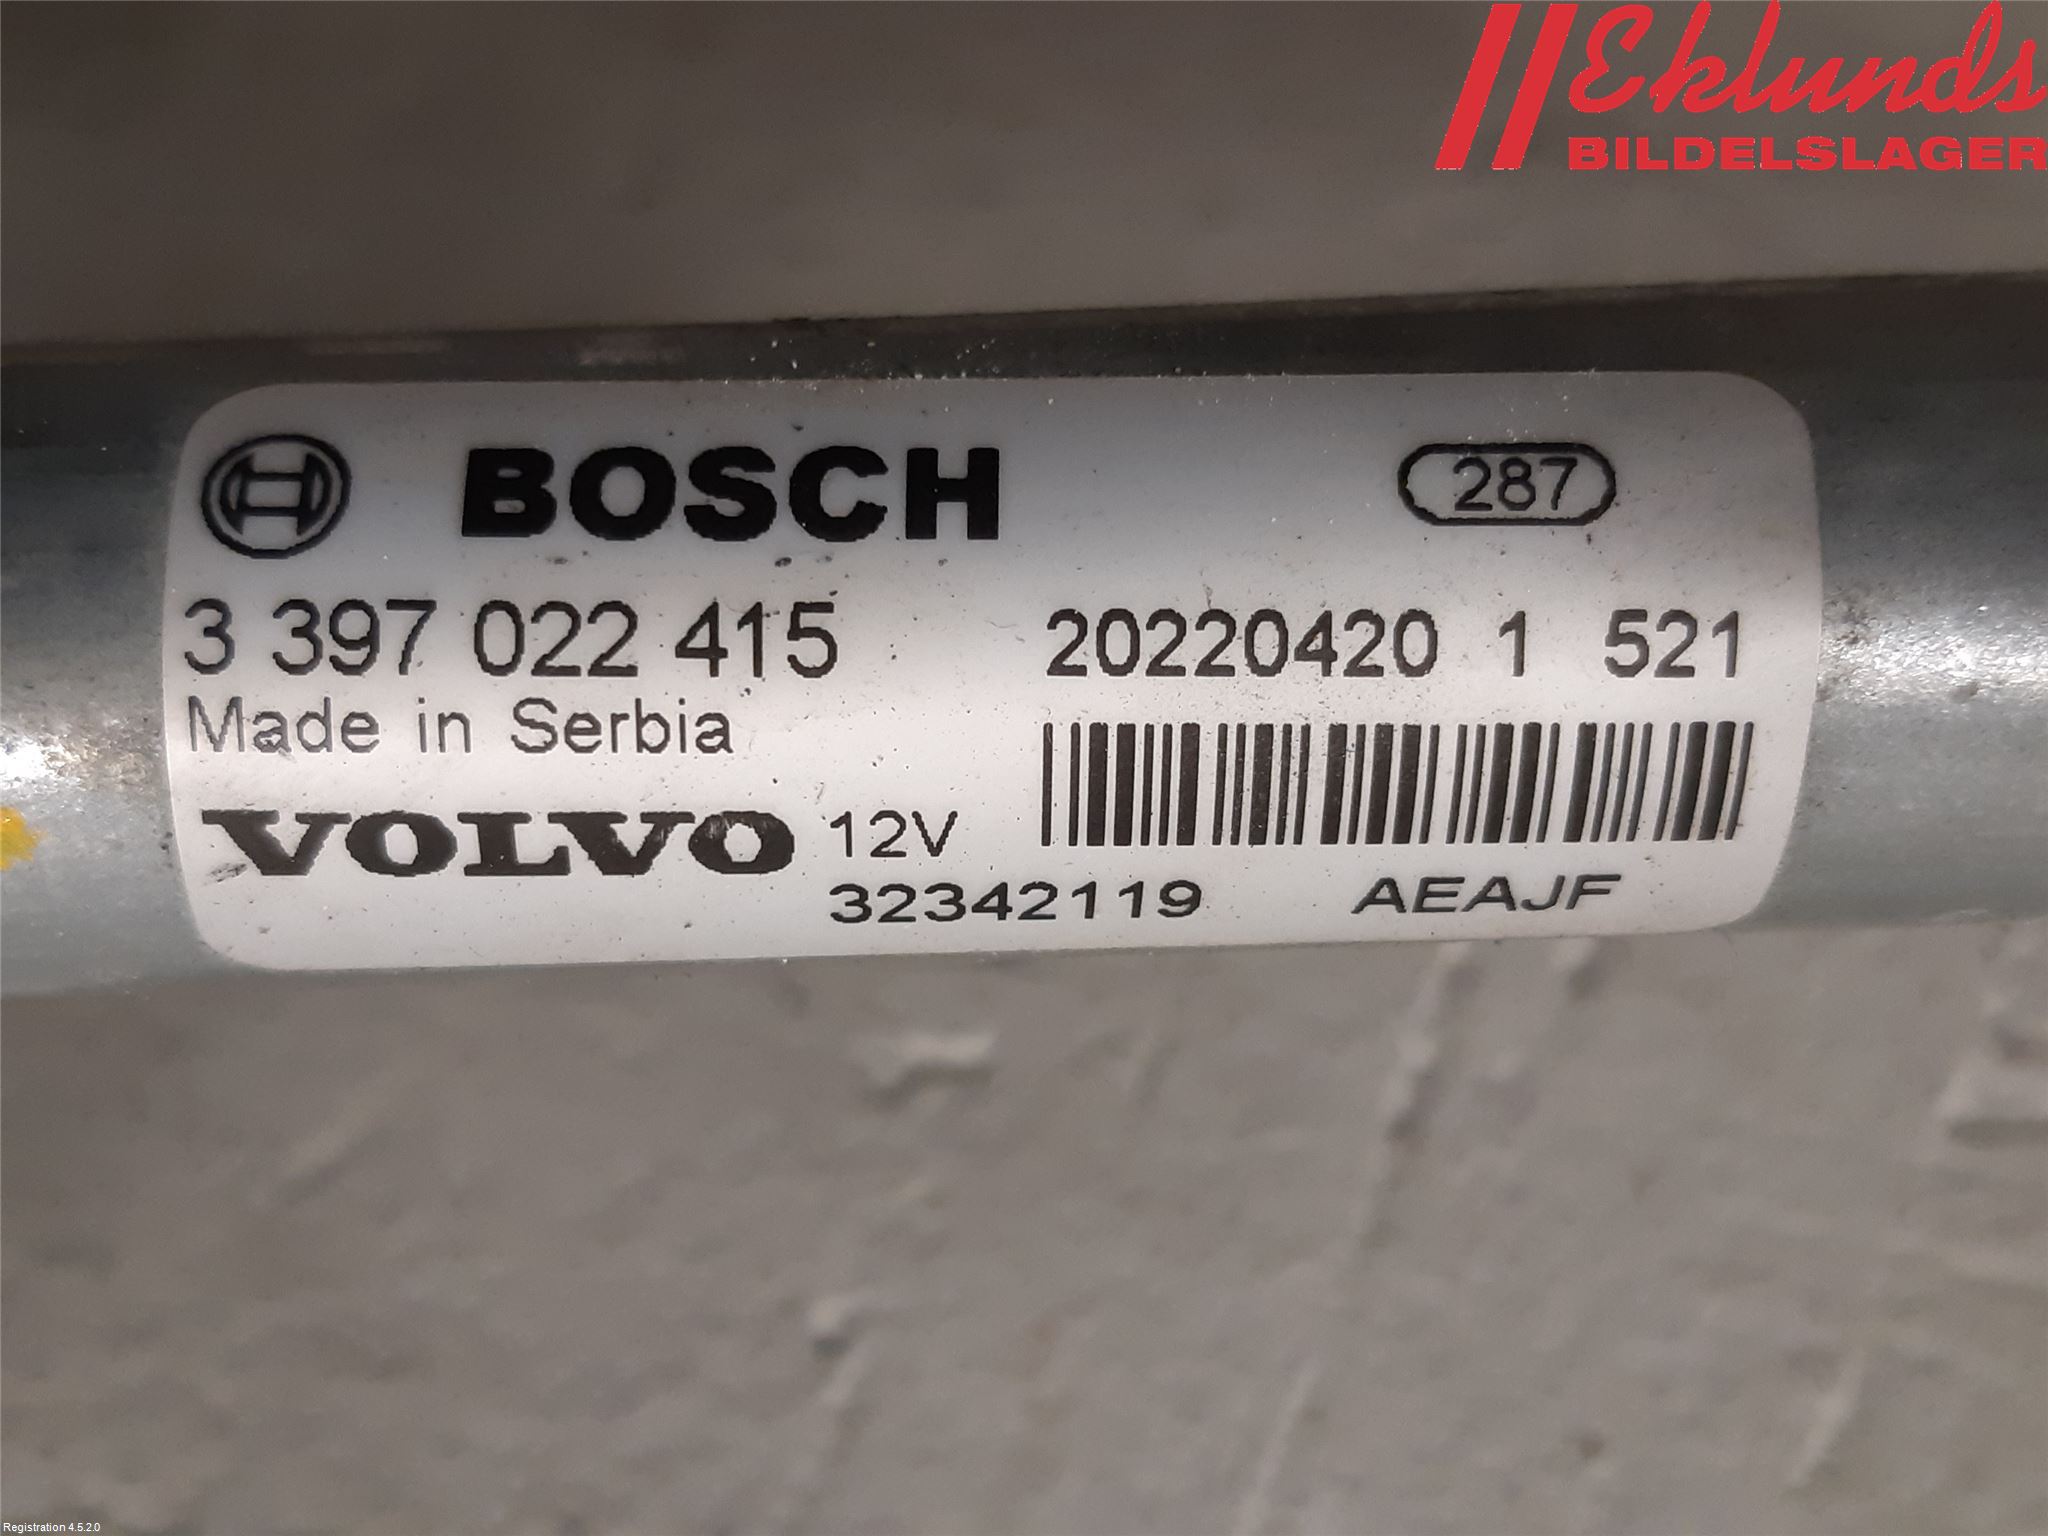 Eklunds
BILDELSLAGER
BOSCH
287
3 397 022 415
20220420 1 521
Made in Serbia
VOLVO 12V
32342119 AEAJF
Registration 4.5.2.0